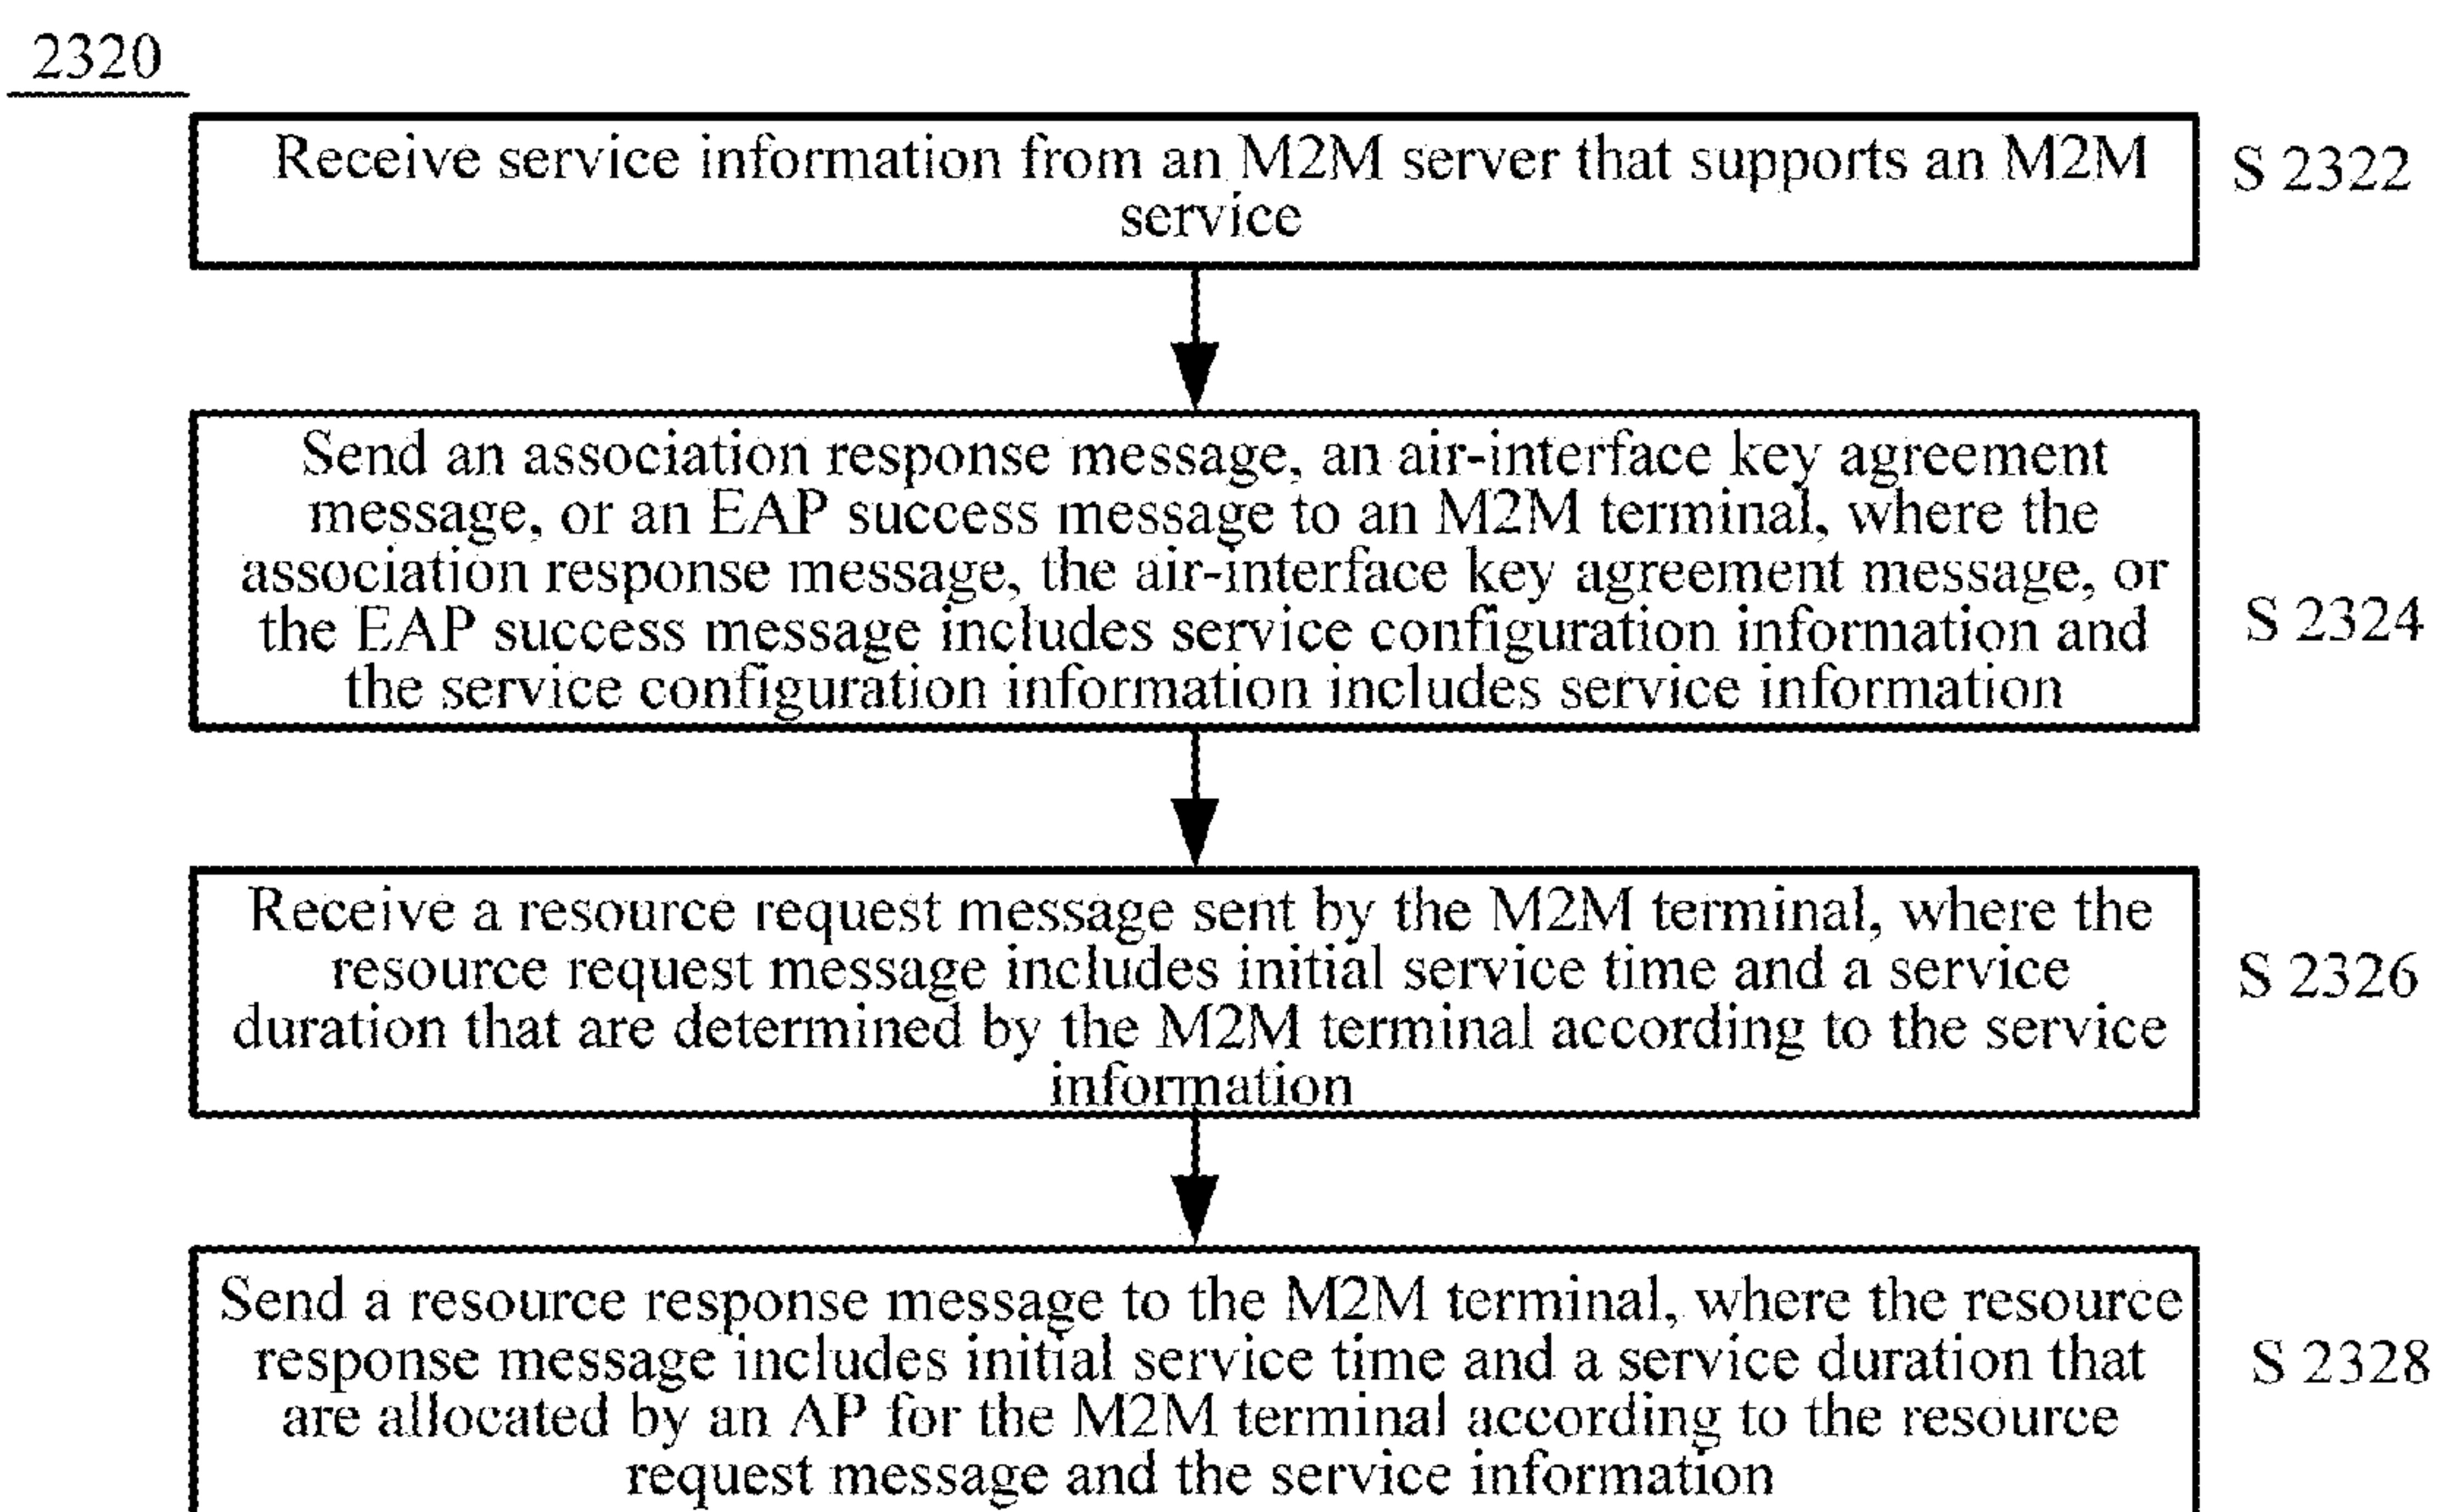 2320
Receive service information from an M2M server that supports an M2M
service
S 2322
Send an association response message, an air-interface key agreement
message, or an EAP success message to an M2M terminal, where the
association response message, the air-interface key agreement message, or
the EAP success message includes service configuration information and
the service configuration information includes service information
S 2324
Receive a resource request message sent by the M2M terminal, where the
resource request message includes initial service time and a service
duration that are determined by the M2M terminal according to the service
information
S 2326
Send a resource response message to the M2M terminal, where the resource
response message includes initial service time and a service duration that
are allocated by an AP for the M2M terminal according to the resource
request message and the service information
S 2328